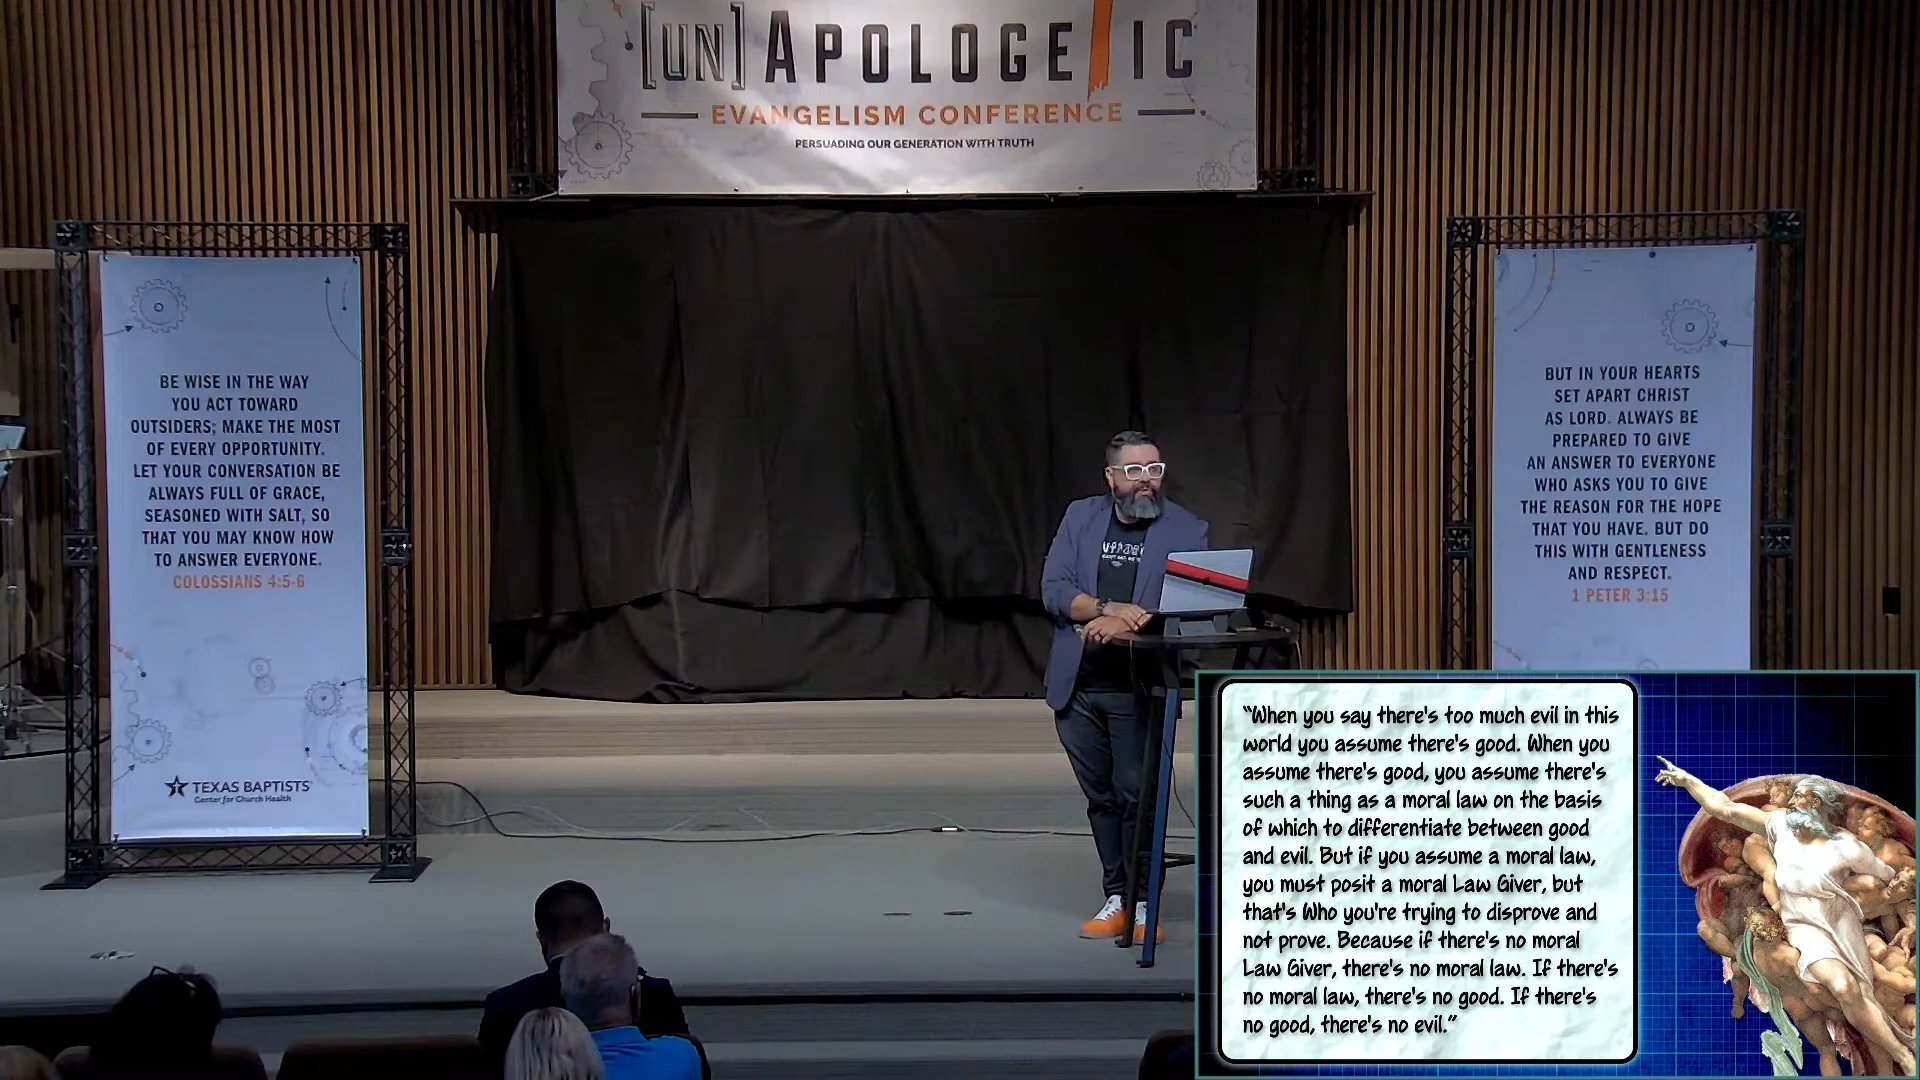 [UN]APOLOGETIC
EVANGELISM CONFERENCE
PERSUADING OUR GENERATION WITH TRUTH
BE WISE IN THE WAY
YOU ACT TOWARD
OUTSIDERS; MAKE THE MOST
OF EVERY OPPORTUNITY.
LET YOUR CONVERSATION BE
ALWAYS FULL OF GRACE,
SEASONED WITH SALT, SO
THAT YOU MAY KNOW HOW
TO ANSWER EVERYONE.
COLOSSIANS 4:5-6
TEXAS BAPTISTS
Center for Church Health
BUT IN YOUR HEARTS
SET APART CHRIST
AS LORD. ALWAYS BE
PREPARED TO GIVE
AN ANSWER TO EVERYONE
WHO ASKS YOU TO GIVE
THE REASON FOR THE HOPE
THAT YOU HAVE. BUT DO
THIS WITH GENTLENESS
AND RESPECT.
1 PETER 3:15
“When you say there's too much evil in this
world you assume there's good. When you
assume there's good, you assume there's
such a thing as a moral law on the basis
of which to differentiate between good
and evil. But if you assume a moral law,
you must posit a moral Law Giver, but
that's Who you're trying to disprove and
not prove. Because if there's no moral
Law Giver, there's no moral law. If there's
no moral law, there's no good. If there's
no good, there's no evil.”